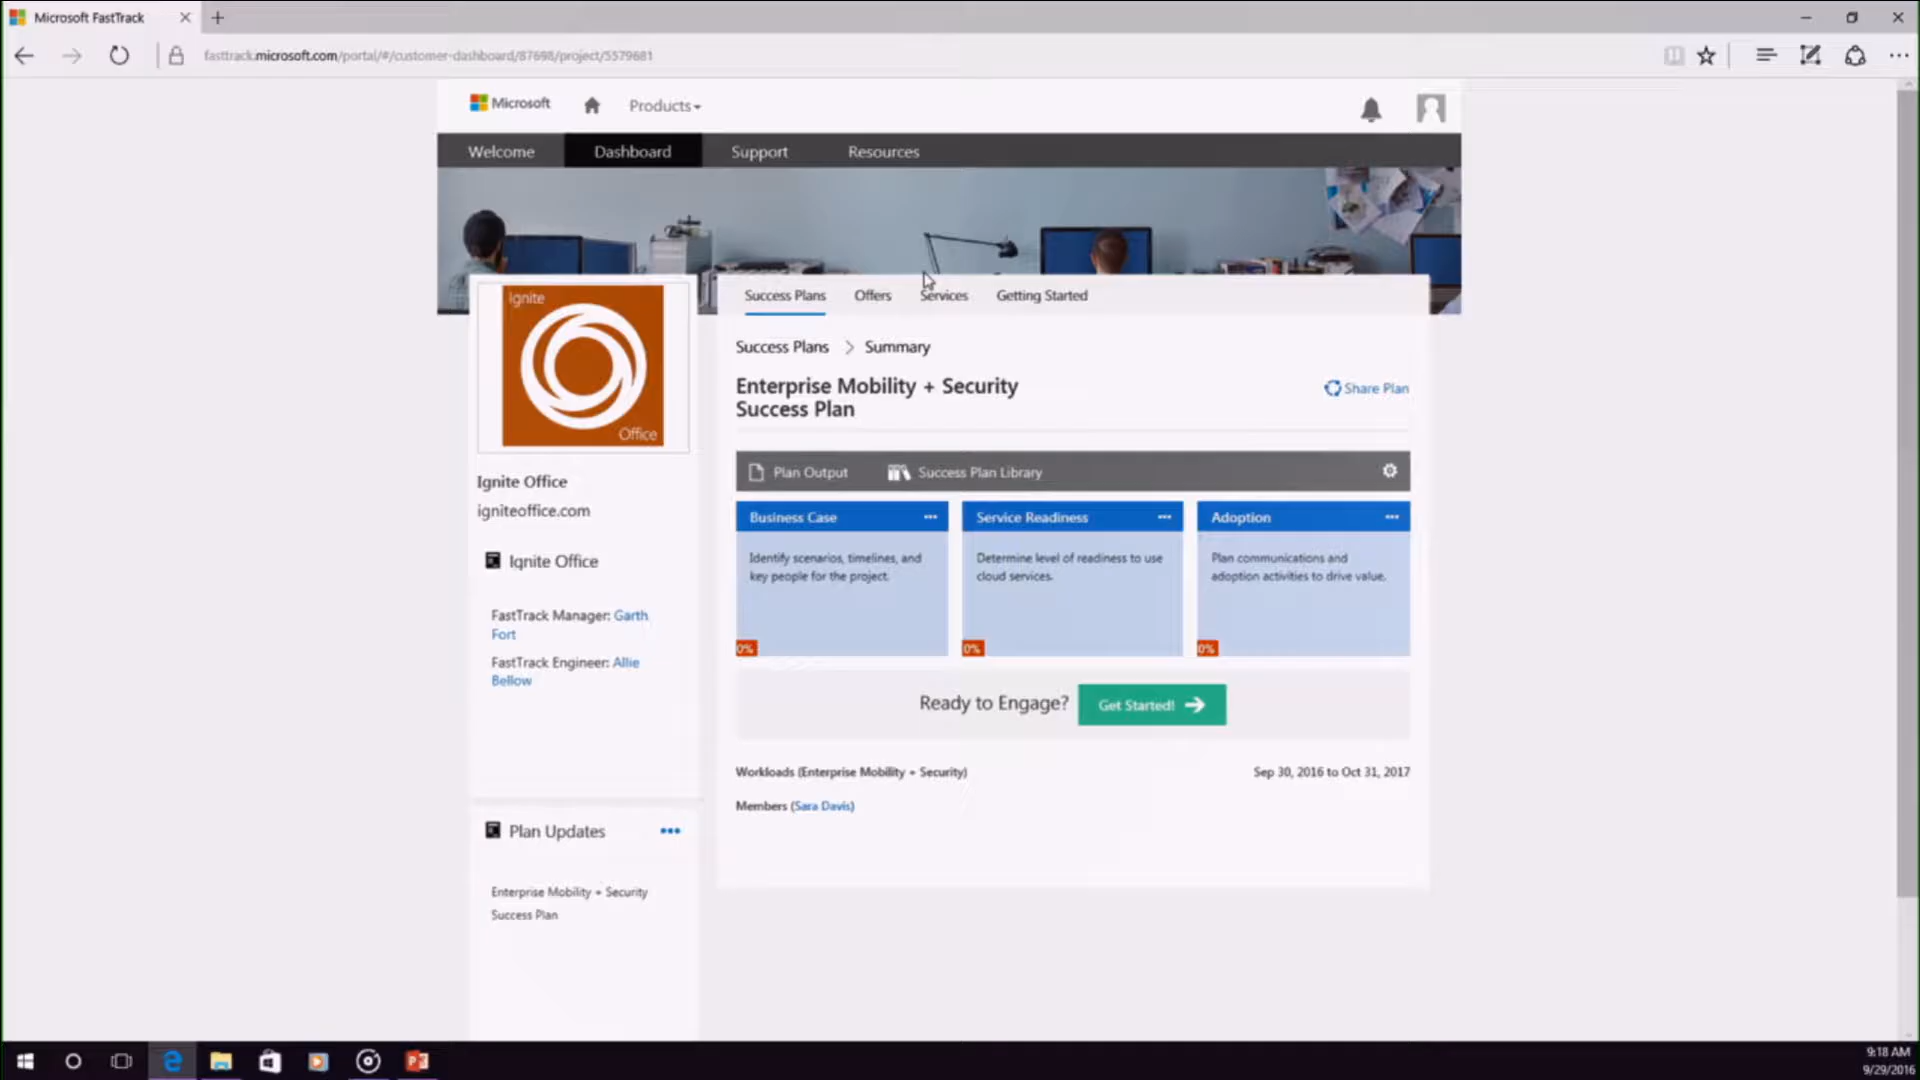 Microsoft FastTrack
fasttrack.microsoft.com/portal/#/customer-dashboard/87698/project/5579681
Microsoft
Products
Welcome
Dashboard
Support
Resources
Ignite
Office
Success Plans
Offers
Services
Getting Started
Success Plans > Summary
Enterprise Mobility + Security
Success Plan
Share Plan
Plan Output
Success Plan Library
Business Case
Identify scenarios, timelines, and
key people for the project.
0%
Service Readiness
Determine level of readiness to use
cloud services.
0%
Adoption
Plan communications and
adoption activities to drive value.
0%
Ready to Engage?
Get Started!
Workloads (Enterprise Mobility + Security)
Sep 30, 2016 to Oct 31, 2017
Members (Sara Davis)
Ignite Office
igniteoffice.com
Ignite Office
FastTrack Manager: Garth
Fort
FastTrack Engineer: Allie
Bellow
Plan Updates
Enterprise Mobility + Security
Success Plan
9:18 AM
9/29/2016